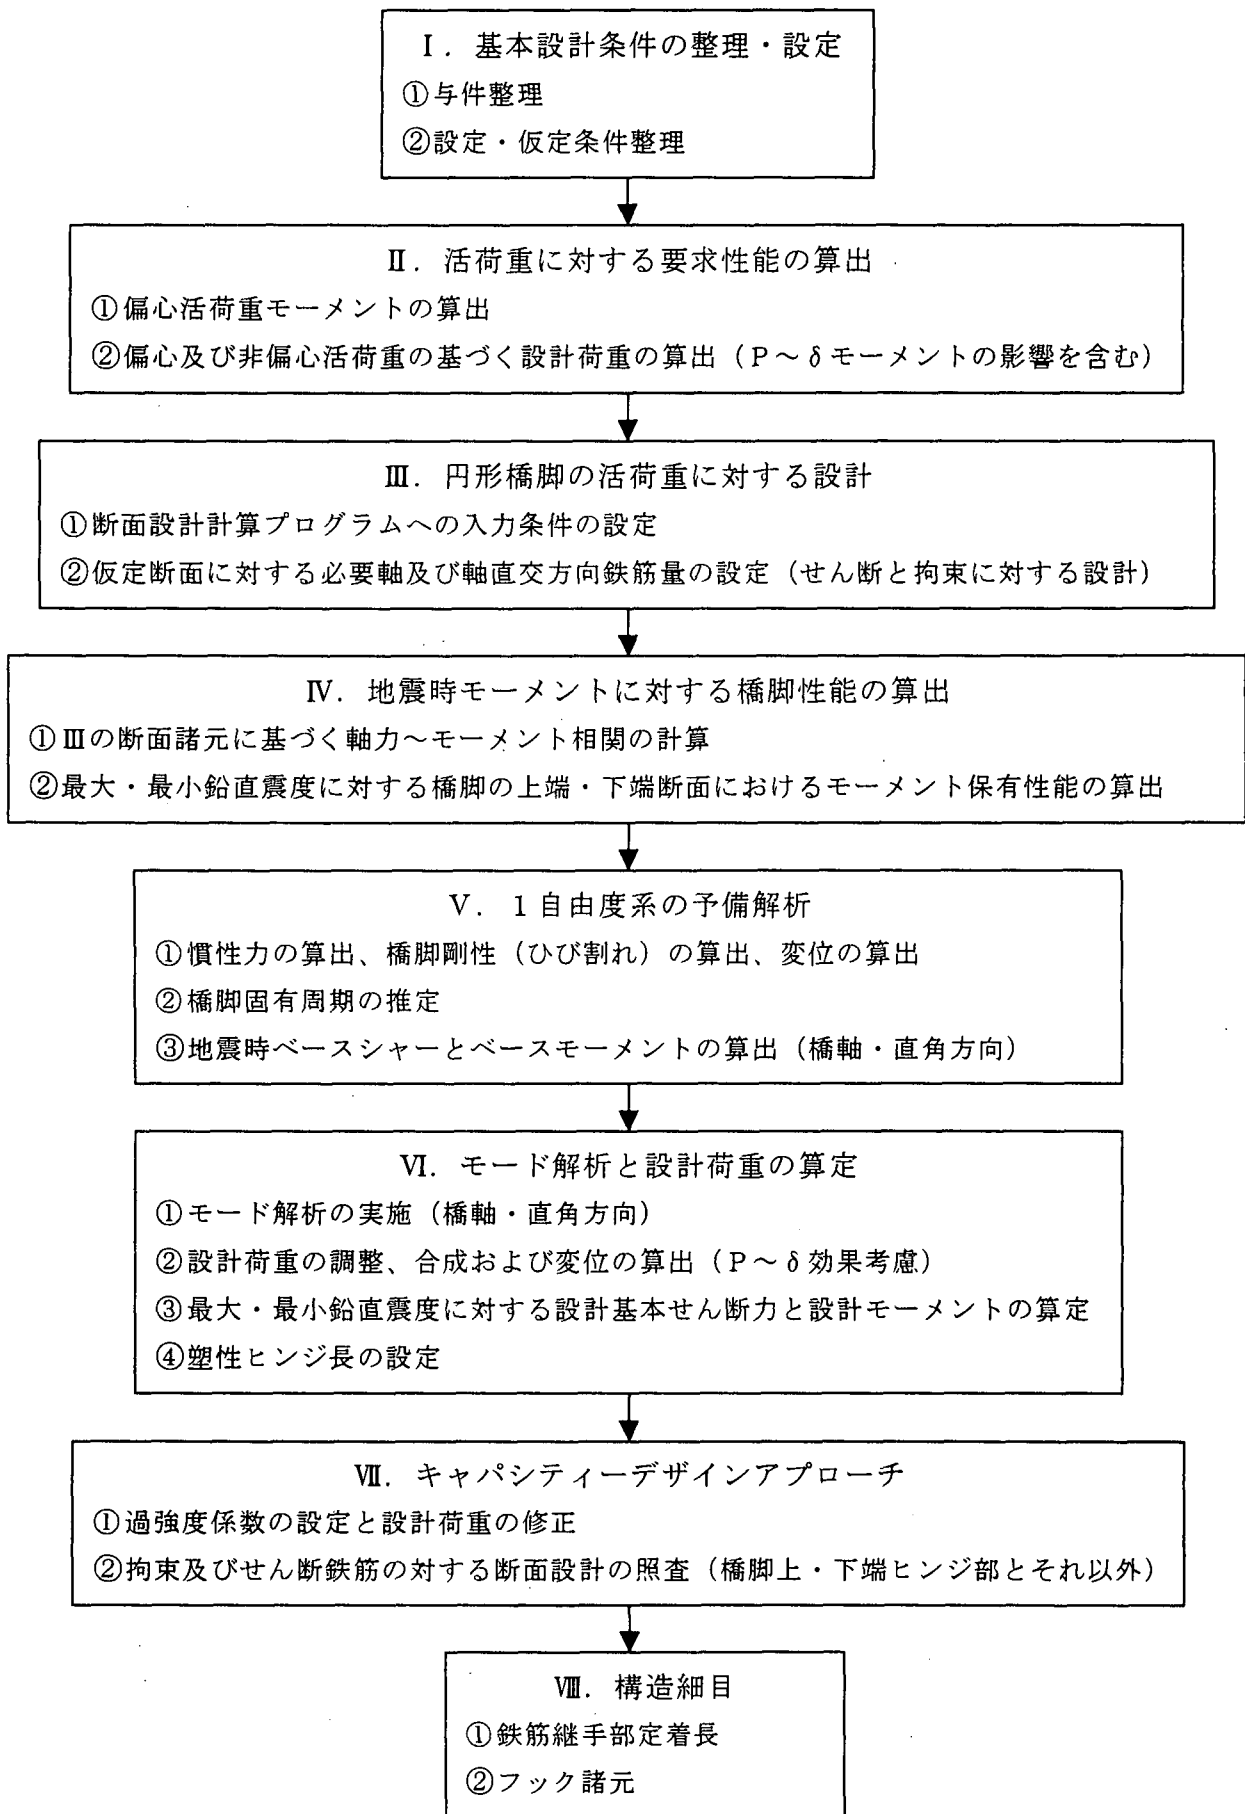 Ⅰ．基本設計条件の整理・設定
①与件整理
②設定・仮定条件整理
Ⅱ．活荷重に対する要求性能の算出
①偏心活荷重モーメントの算出
②偏心及び非偏心活荷重の基づく設計荷重の算出（Ｐ～δモーメントの影響を含む）
Ⅲ．円形橋脚の活荷重に対する設計
①断面設計計算プログラムへの入力条件の設定
②仮定断面に対する必要軸及び軸直交方向鉄筋量の設定（せん断と拘束に対する設計）
Ⅳ．地震時モーメントに対する橋脚性能の算出
①Ⅲの断面諸元に基づく軸力～モーメント相関の計算
②最大・最小鉛直震度に対する橋脚の上端・下端断面におけるモーメント保有性能の算出
Ⅴ．１自由度系の予備解析
①慣性力の算出、橋脚剛性（ひび割れ）の算出、変位の算出
②橋脚固有周期の推定
③地震時ベースシャーとベースモーメントの算出（橋軸・直角方向）
Ⅵ．モード解析と設計荷重の算定
①モード解析の実施（橋軸・直角方向）
②設計荷重の調整、合成および変位の算出（Ｐ～δ効果考慮）
③最大・最小鉛直震度に対する設計基本せん断力と設計モーメントの算定
④塑性ヒンジ長の設定
Ⅶ．キャパシティーデザインアプローチ
①過強度係数の設定と設計荷重の修正
②拘束及びせん断鉄筋の対する断面設計の照査（橋脚上・下端ヒンジ部とそれ以外）
Ⅷ．構造細目
①鉄筋継手部定着長
②フック諸元